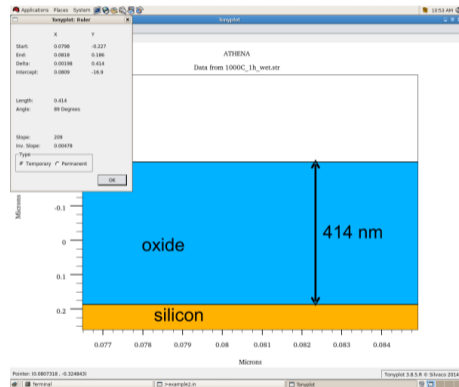 Applications Places System 10:53 AM
Tonyplot: Ruler
Tonyplot
X Y
Start: 0.0798 -0.227
End: 0.0818 0.186
Delta: 0.00198 0.414
Intercept: 0.0809 -16.9
Length: 0.414
Angle: 89 Degrees
Slope: 209
Inv. Slope: 0.00478
Type
Temporary Permanent
OK
ATHENA
Data from 1000C_1h_wet.str
Microns
-0.1
0
0.1
0.2
oxide
414 nm
silicon
0.077 0.078 0.079 0.08 0.081 0.082 0.083 0.084
Microns
Pointer: (0.0807318, -0.324843)
Tonyplot 3.8.5.R © Silvaco 2014
Terminal
Tonyplot